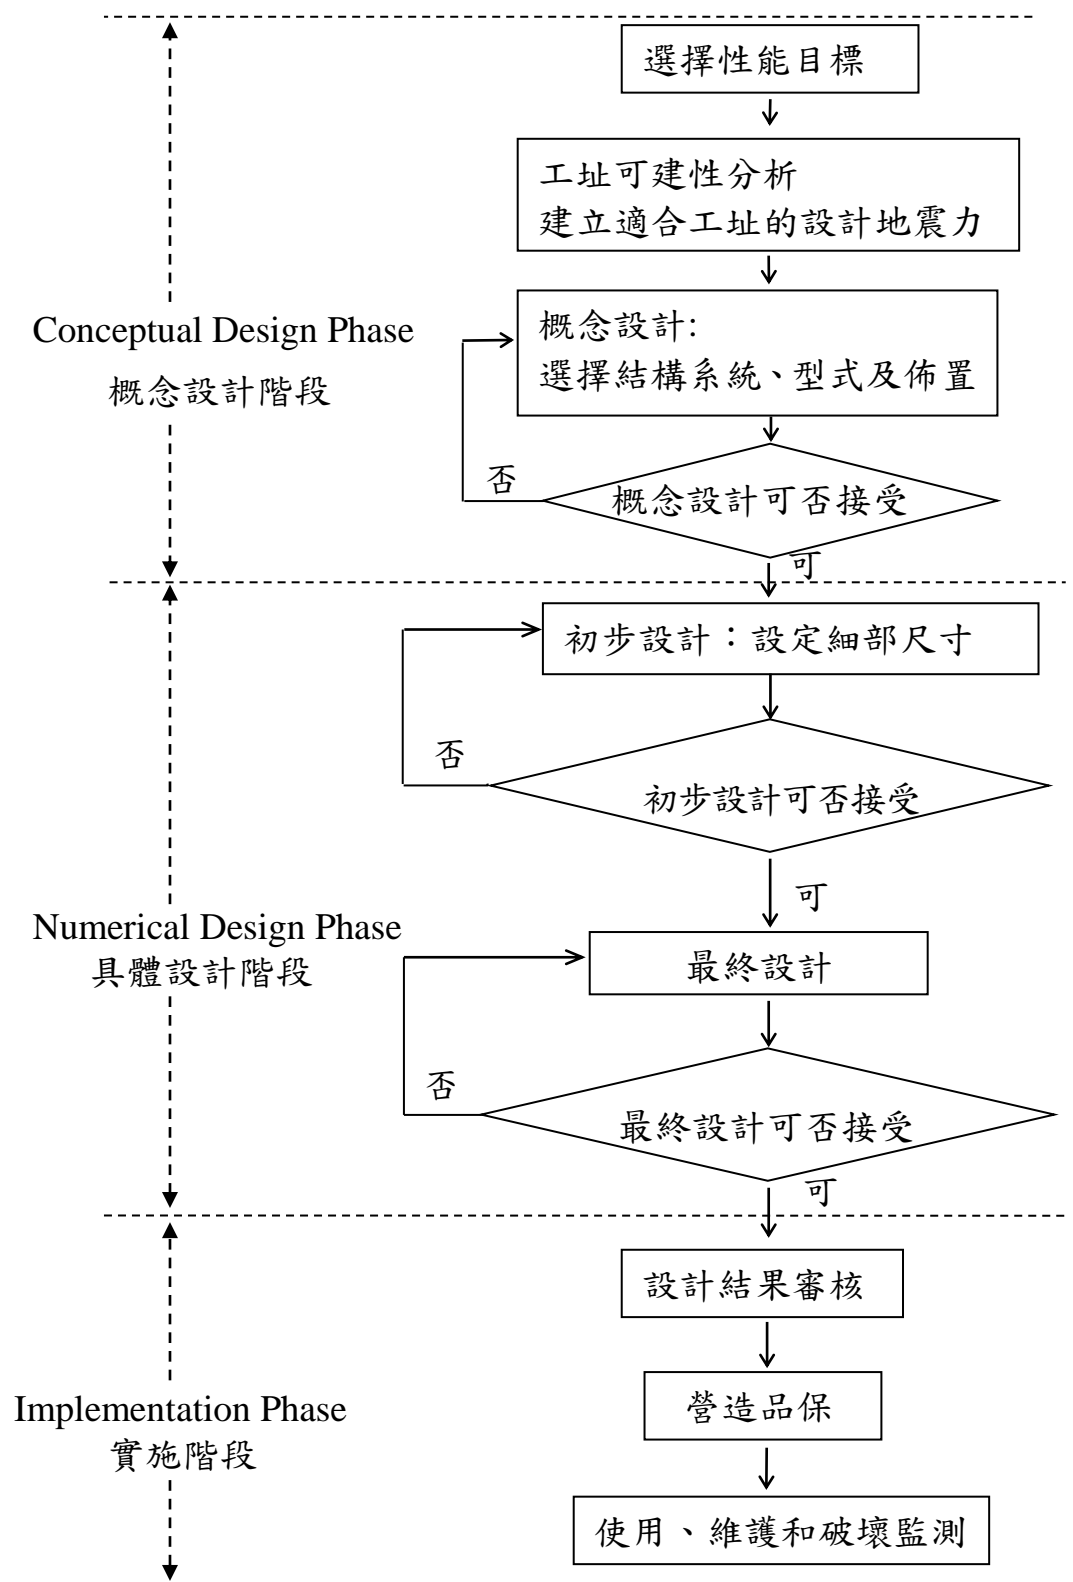 選擇性能目標
工址可建性分析
建立適合工址的設計地震力
Conceptual Design Phase
概念設計階段
概念設計:
選擇結構系統、型式及佈置
否
概念設計可否接受
可
初步設計：設定細部尺寸
否
初步設計可否接受
可
Numerical Design Phase
具體設計階段
最終設計
否
最終設計可否接受
可
設計結果審核
Implementation Phase
實施階段
營造品保
使用、維護和破壞監測